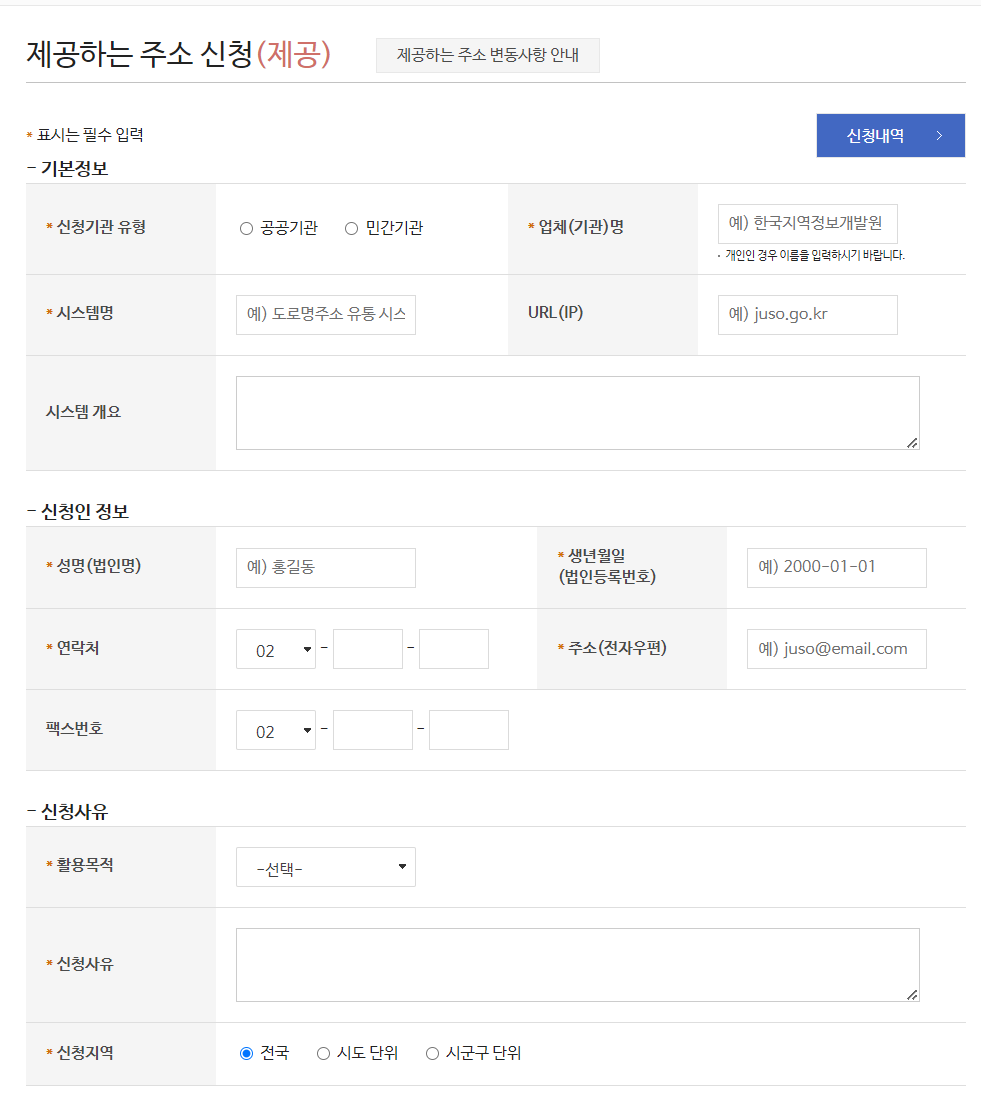 제공하는 주소 신청(제공)
제공하는 주소 변동사항 안내
* 표시는 필수 입력
신청내역 >
- 기본정보
* 신청기관 유형
공공기관 민간기관
* 업체(기관)명
예) 한국지역정보개발원
· 개인인 경우 이름을 입력하시기 바랍니다.
* 시스템명
예) 도로명주소 유통 시스
URL(IP)
예) juso.go.kr
시스템 개요
- 신청인 정보
* 성명(법인명)
예) 홍길동
* 생년월일
(법인등록번호)
예) 2000-01-01
* 연락처
02 - -
* 주소(전자우편)
예) juso@email.com
팩스번호
02 - -
- 신청사유
* 활용목적
-선택-
* 신청사유
* 신청지역
전국 시도 단위 시군구 단위